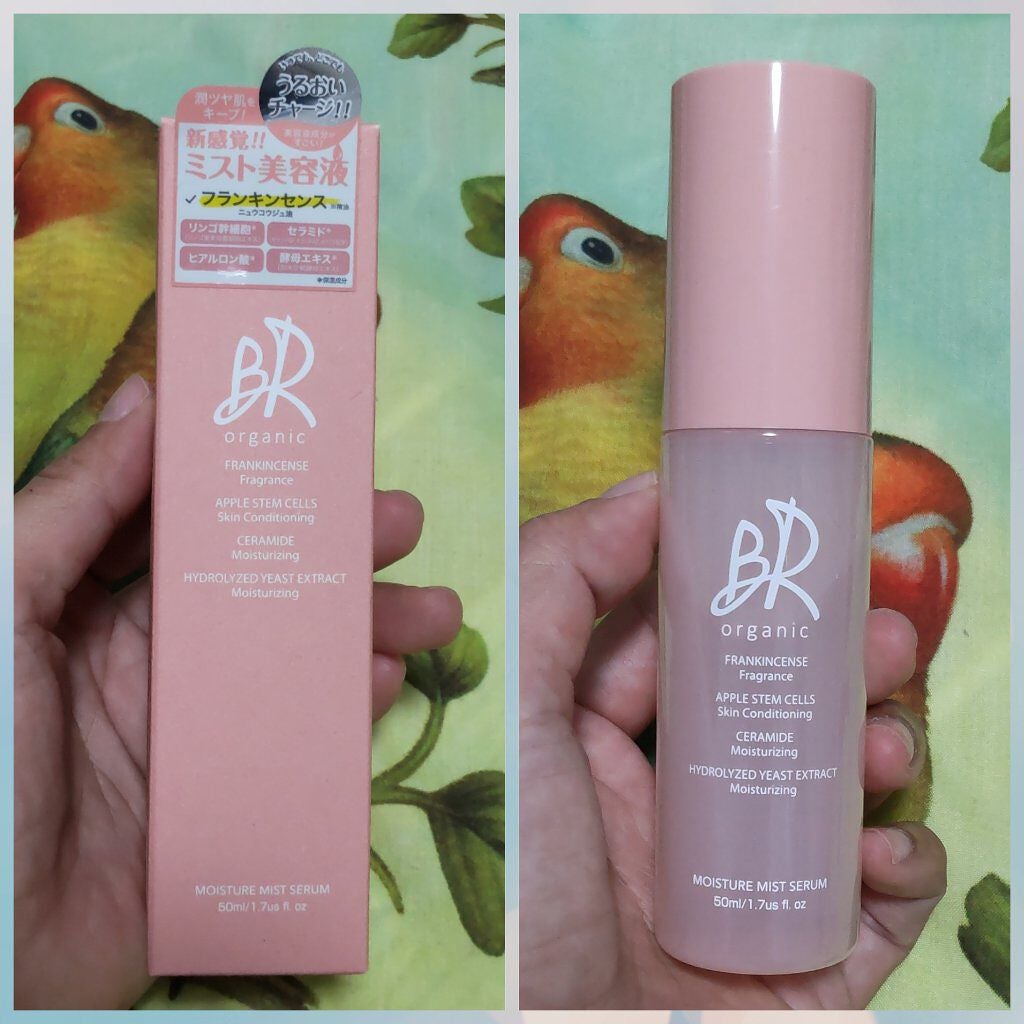 いつでも、どこでも
うるおい
チャージ!!
美容液成分が
すごい!
潤ツヤ肌を
キープ!
新感覚!!
ミスト美容液
フランキンセンス
※精油
ニュウコウジュ油
リンゴ幹細胞*
セラミド*
ヒアルロン酸*
酵母エキス*
*保湿成分
BR
organic
FRANKINCENSE
Fragrance
APPLE STEM CELLS
Skin Conditioning
CERAMIDE
Moisturizing
HYDROLYZED YEAST EXTRACT
Moisturizing
MOISTURE MIST SERUM
50ml/1.7us fl. oz
BR
organic
FRANKINCENSE
Fragrance
APPLE STEM CELLS
Skin Conditioning
CERAMIDE
Moisturizing
HYDROLYZED YEAST EXTRACT
Moisturizing
MOISTURE MIST SERUM
50ml/1.7us fl. oz